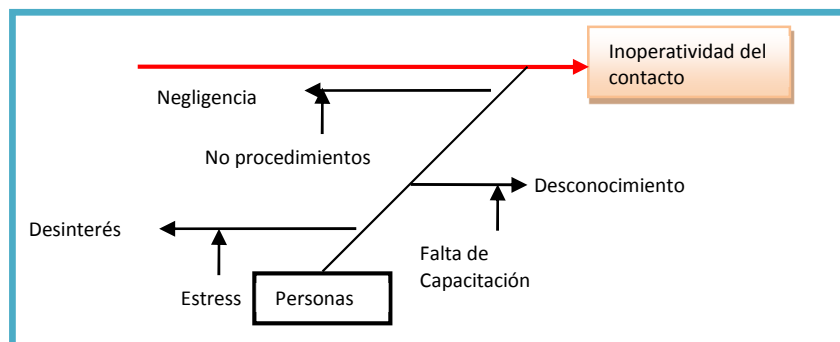 Inoperatividad del
contacto
Negligencia
No procedimientos
Desconocimiento
Desinterés
Falta de
Capacitación
Estress
Personas